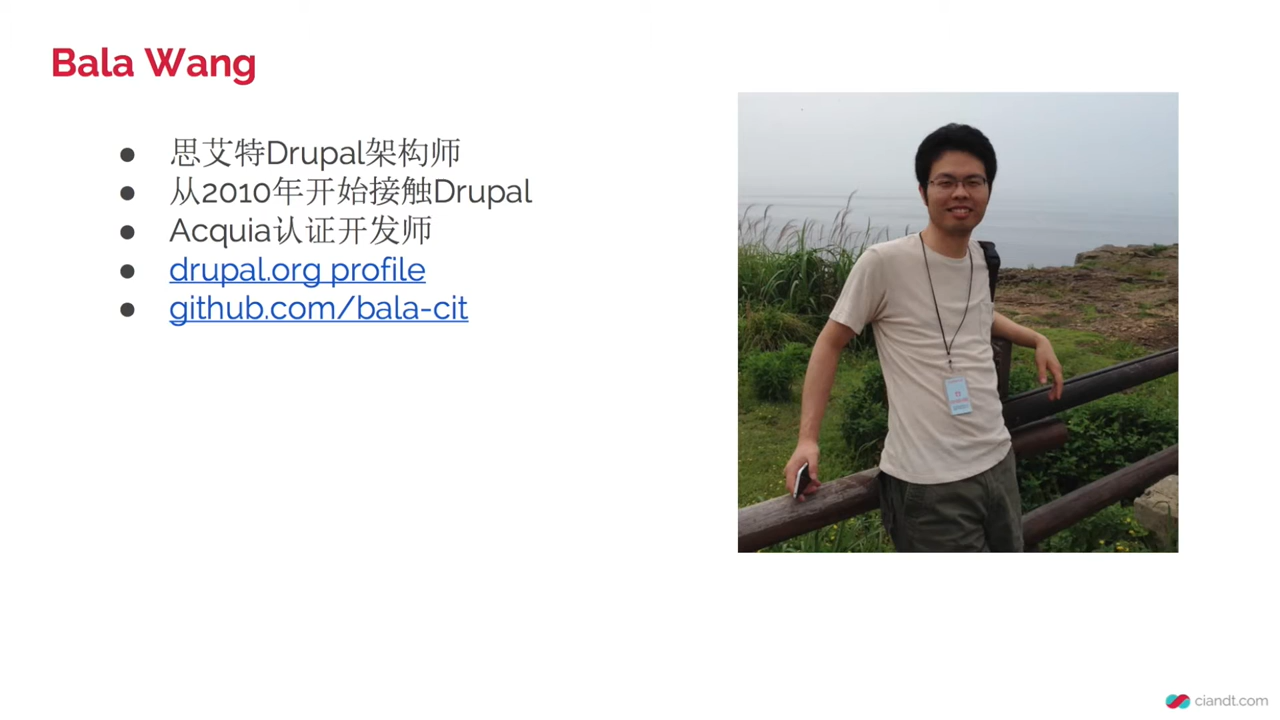 Bala Wang
思艾特Drupal架构师
从2010年开始接触Drupal
Acquia认证开发师
drupal.org profile
github.com/bala-cit
ciandt.com